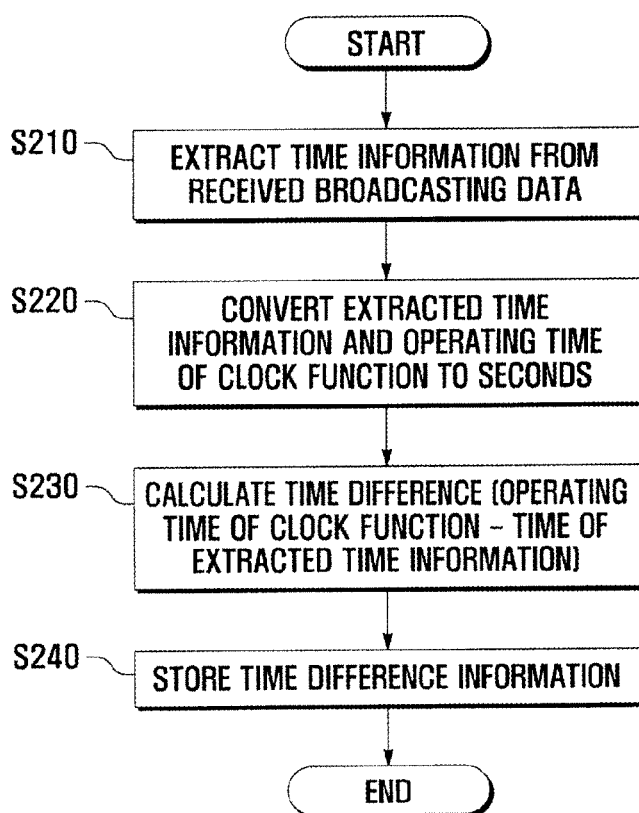 START
S210
EXTRACT TIME INFORMATION FROM
RECEIVED BROADCASTING DATA
S220
CONVERT EXTRACTED TIME
INFORMATION AND OPERATING TIME
OF CLOCK FUNCTION TO SECONDS
S230
CALCULATE TIME DIFFERENCE (OPERATING
TIME OF CLOCK FUNCTION – TIME OF
EXTRACTED TIME INFORMATION)
S240
STORE TIME DIFFERENCE INFORMATION
END